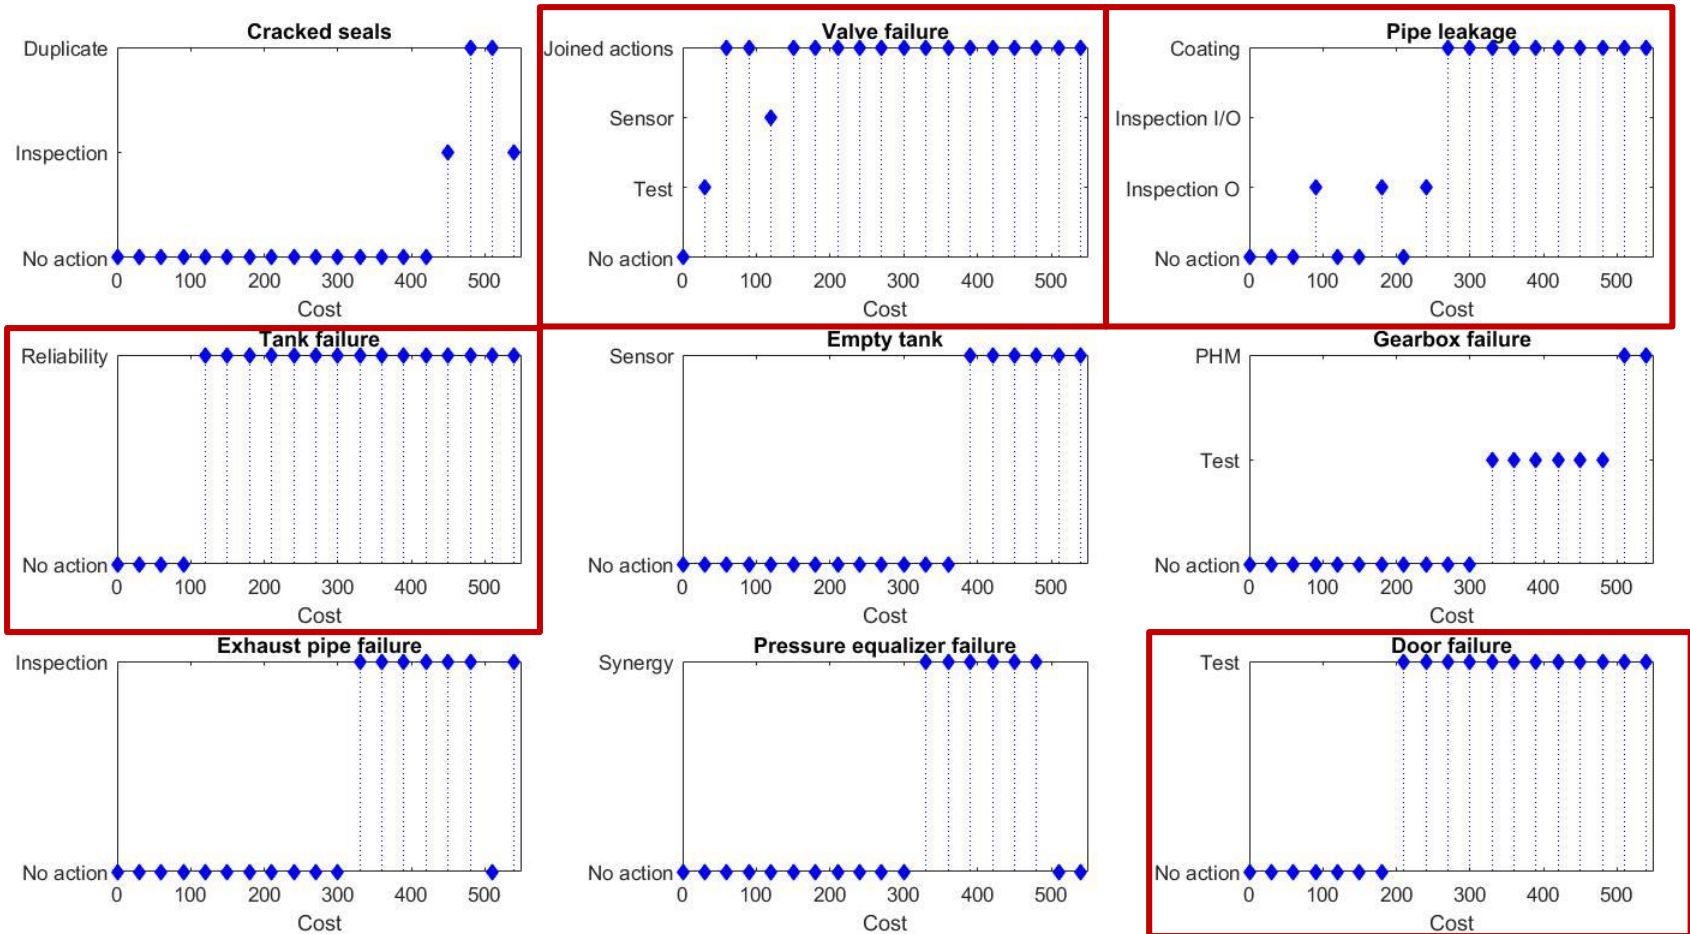 Cracked seals
Duplicate
Inspection
No action
0 100 200 300 400 500
Cost
Valve failure
Joined actions
Sensor
Test
No action
0 100 200 300 400 500
Cost
Pipe leakage
Coating
Inspection I/O
Inspection O
No action
0 100 200 300 400 500
Cost
Tank failure
Reliability
No action
0 100 200 300 400 500
Cost
Empty tank
Sensor
No action
0 100 200 300 400 500
Cost
Gearbox failure
PHM
Test
No action
0 100 200 300 400 500
Cost
Exhaust pipe failure
Inspection
No action
0 100 200 300 400 500
Cost
Pressure equalizer failure
Synergy
No action
0 100 200 300 400 500
Cost
Door failure
Test
No action
0 100 200 300 400 500
Cost